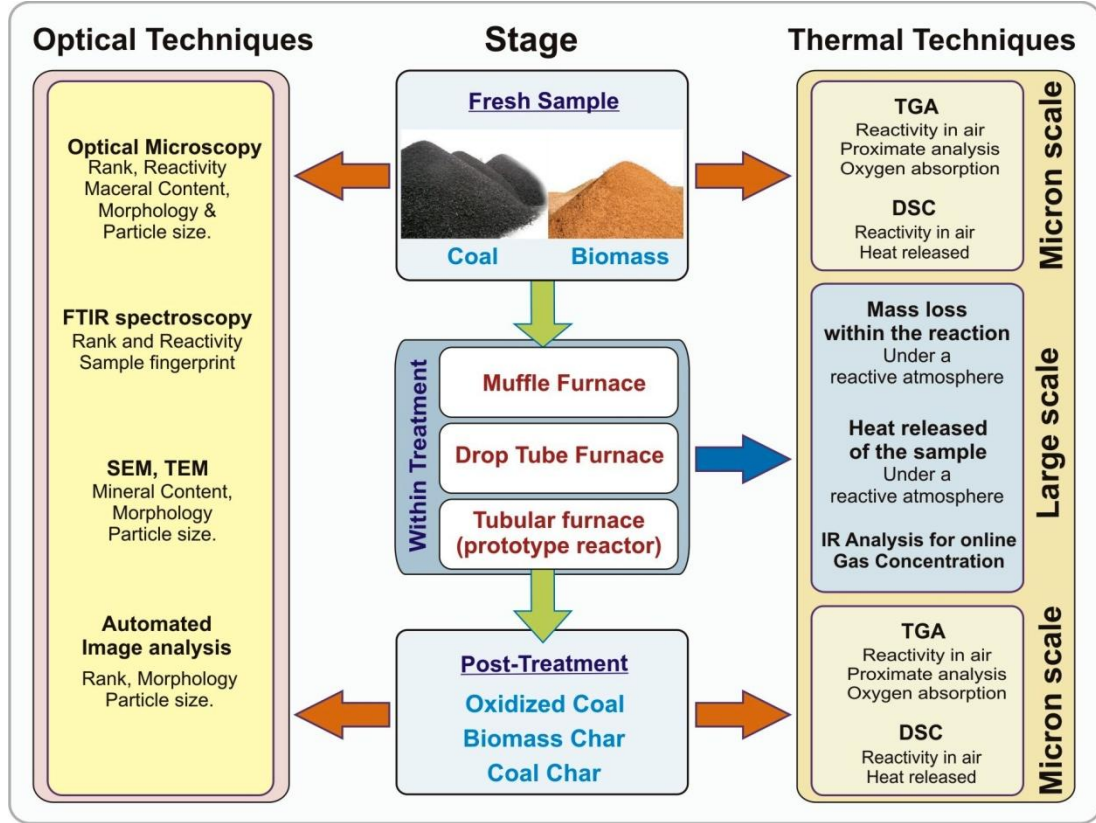 Optical Techniques
Optical Microscopy
Rank, Reactivity
Maceral Content,
Morphology &
Particle size.
FTIR spectroscopy
Rank and Reactivity
Sample fingerprint
SEM, TEM
Mineral Content,
Morphology
Particle size.
Automated
Image analysis
Rank, Morphology
Particle size.
Stage
Fresh Sample
Coal
Biomass
Within Treatment
Muffle Furnace
Drop Tube Furnace
Tubular furnace
(prototype reactor)
Post-Treatment
Oxidized Coal
Biomass Char
Coal Char
Thermal Techniques
TGA
Reactivity in air
Proximate analysis
Oxygen absorption
DSC
Reactivity in air
Heat released
Micron scale
Mass loss
within the reaction
Under a
reactive atmosphere
Heat released
of the sample
Under a
reactive atmosphere
IR Analysis for online
Gas Concentration
Large scale
TGA
Reactivity in air
Proximate analysis
Oxygen absorption
DSC
Reactivity in air
Heat released
Micron scale